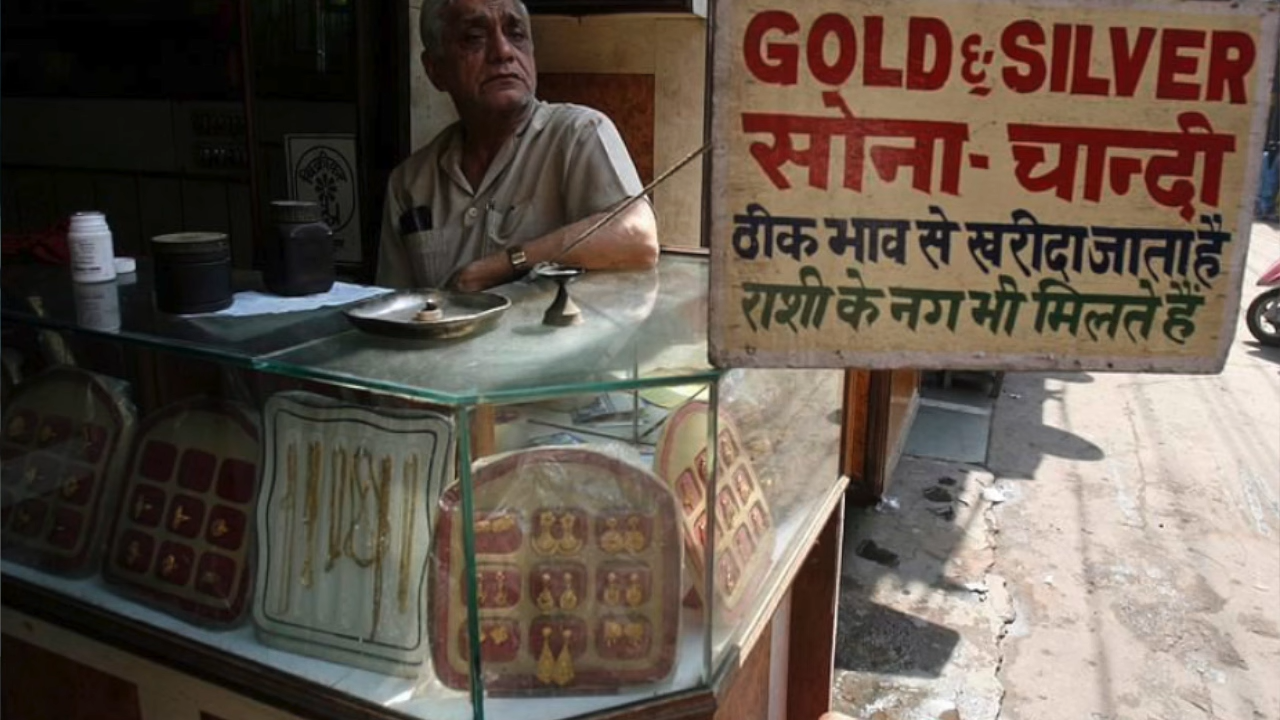 GOLD & SILVER
सोना-चान्दी
ठीक भाव से खरीदा जाता है
राशी के नग भी मिलते हैं